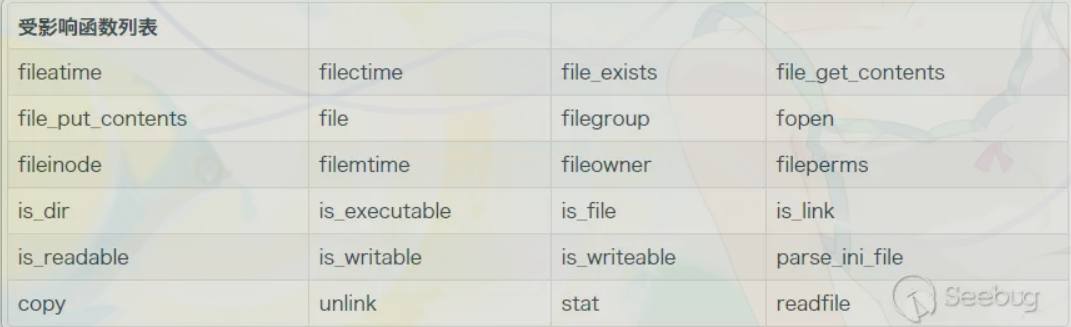 受影响函数列表
fileatime filectime file_exists file_get_contents
file_put_contents file filegroup fopen
fileinode filemtime fileowner fileperms
is_dir is_executable is_file is_link
is_readable is_writable is_writeable parse_ini_file
copy unlink stat readfile
Seebug